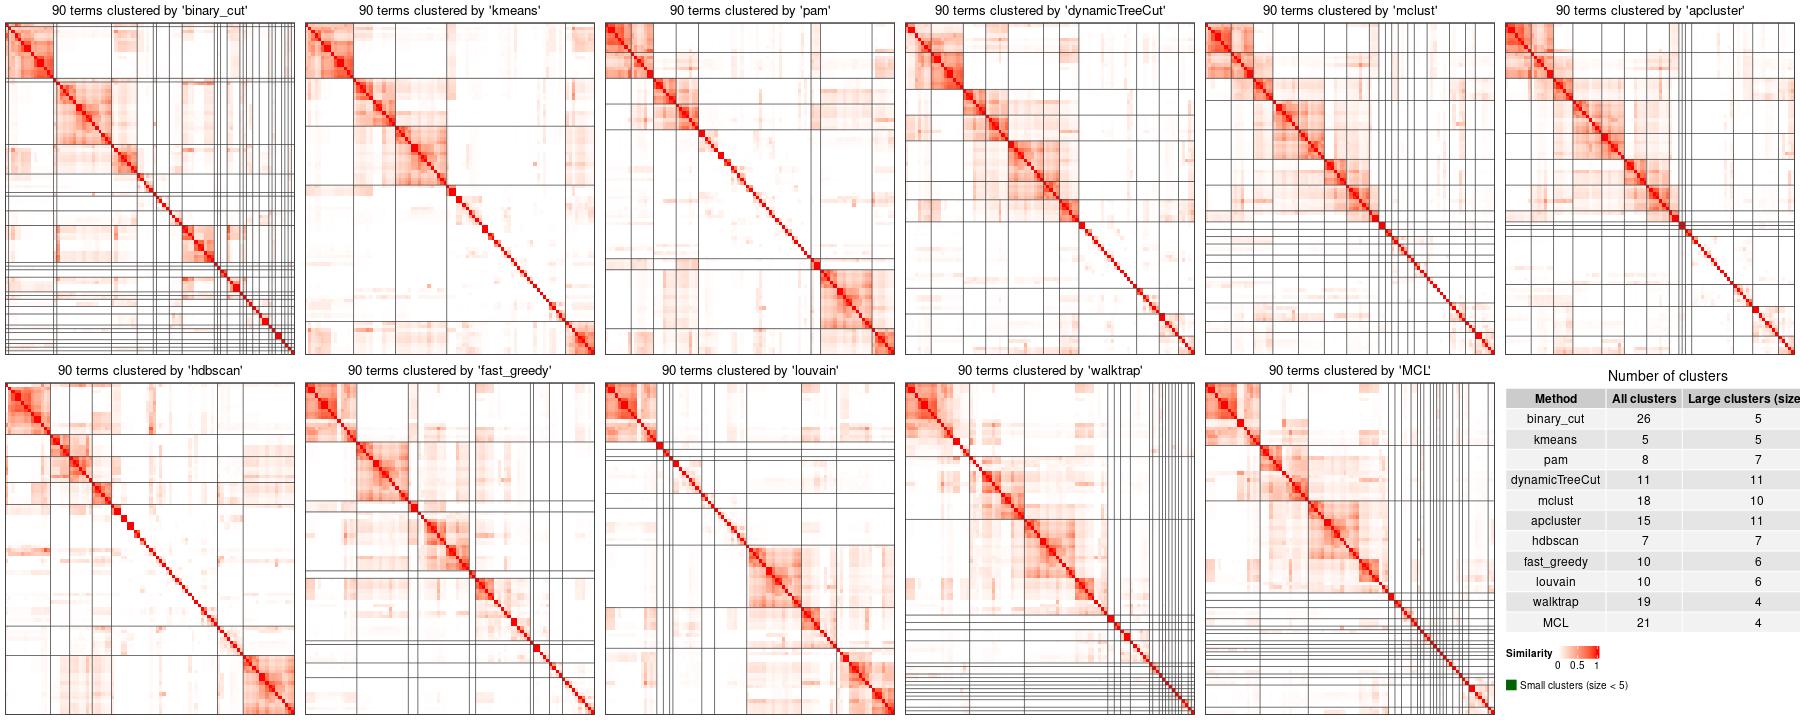 90 terms clustered by 'binary_cut'
90 terms clustered by 'kmeans'
90 terms clustered by 'pam'
90 terms clustered by 'dynamicTreeCut'
90 terms clustered by 'mclust'
90 terms clustered by 'apcluster'
90 terms clustered by 'hdbscan'
90 terms clustered by 'fast_greedy'
90 terms clustered by 'louvain'
90 terms clustered by 'walktrap'
90 terms clustered by 'MCL'
Number of clusters
Method All clusters Large clusters (size
binary_cut 26 5
kmeans 5 5
pam 8 7
dynamicTreeCut 11 11
mclust 18 10
apcluster 15 11
hdbscan 7 7
fast_greedy 10 6
louvain 10 6
walktrap 19 4
MCL 21 4
Similarity
0 0.5 1
Small clusters (size < 5)